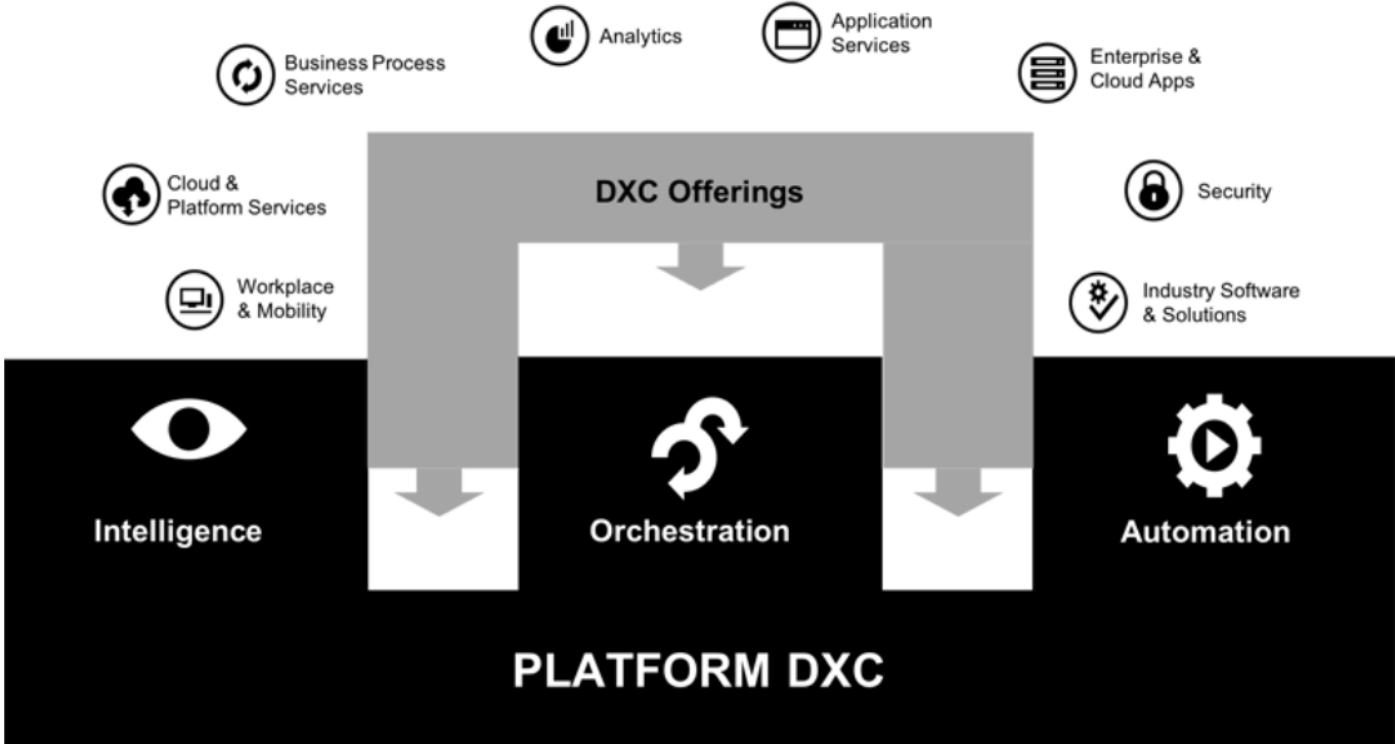 Analytics
Application
Services
Business Process
Services
Enterprise &
Cloud Apps
Cloud &
Platform Services
DXC Offerings
Security
Workplace
& Mobility
Industry Software
& Solutions
Intelligence
Orchestration
Automation
PLATFORM DXC